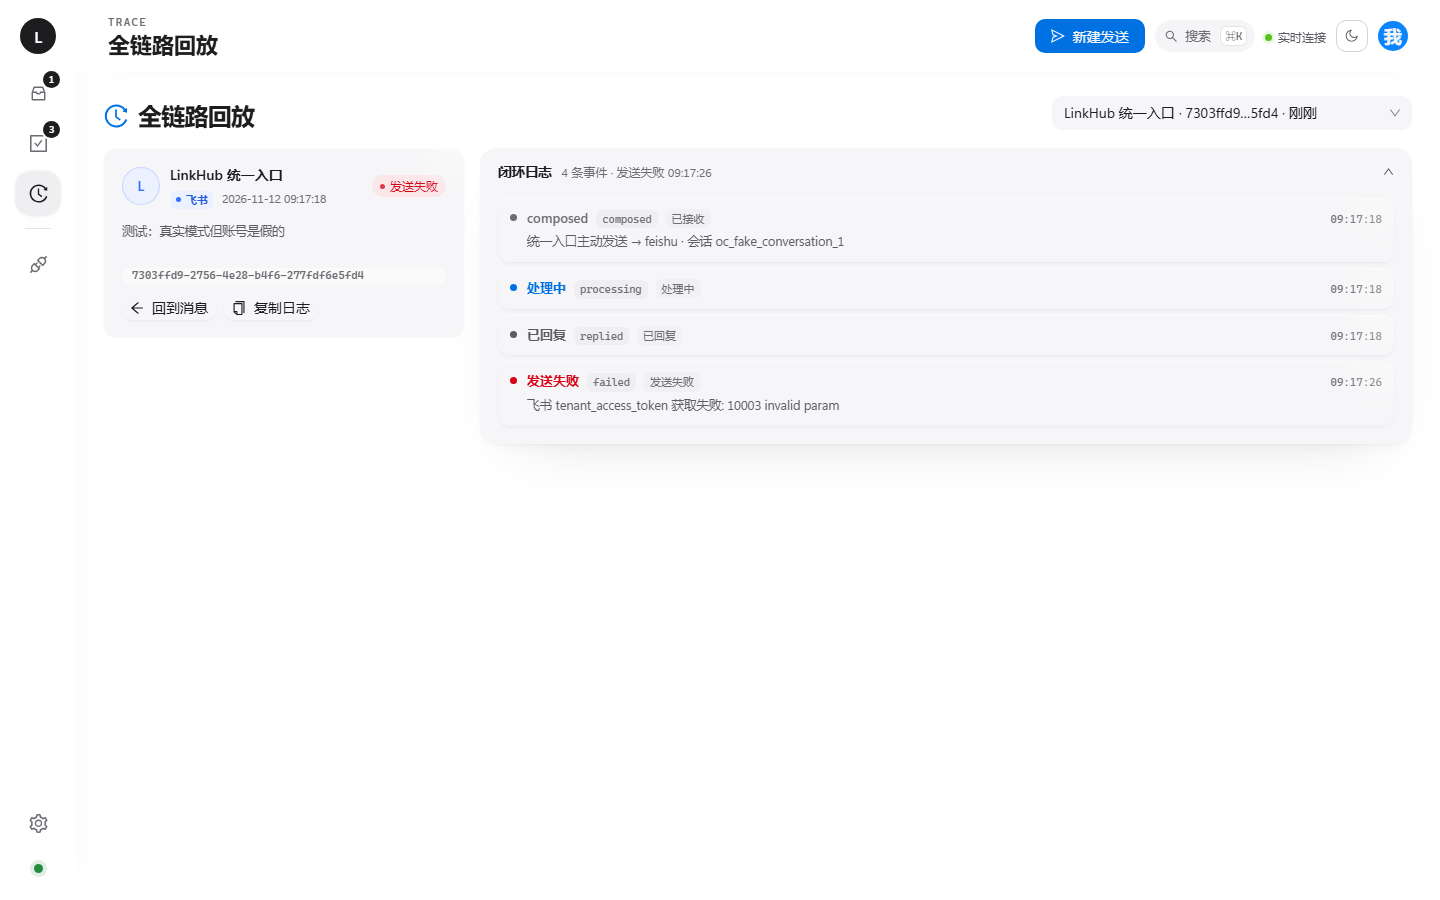 L
TRACE
全链路回放
新建发送
搜索 ⌘K
实时连接
我
1
3
全链路回放
LinkHub 统一入口 · 7303ffd9…5fd4 · 刚刚
L
LinkHub 统一入口
飞书 2026-11-12 09:17:18
发送失败
测试：真实模式但账号是假的
7303ffd9-2756-4e28-b4f6-277fdf6e5fd4
回到消息 复制日志
闭环日志 4 条事件 · 发送失败 09:17:26
composed composed 已接收 09:17:18
统一入口主动发送 → feishu · 会话 oc_fake_conversation_1
处理中 processing 处理中 09:17:18
已回复 replied 已回复 09:17:18
发送失败 failed 发送失败 09:17:26
飞书 tenant_access_token 获取失败: 10003 invalid param